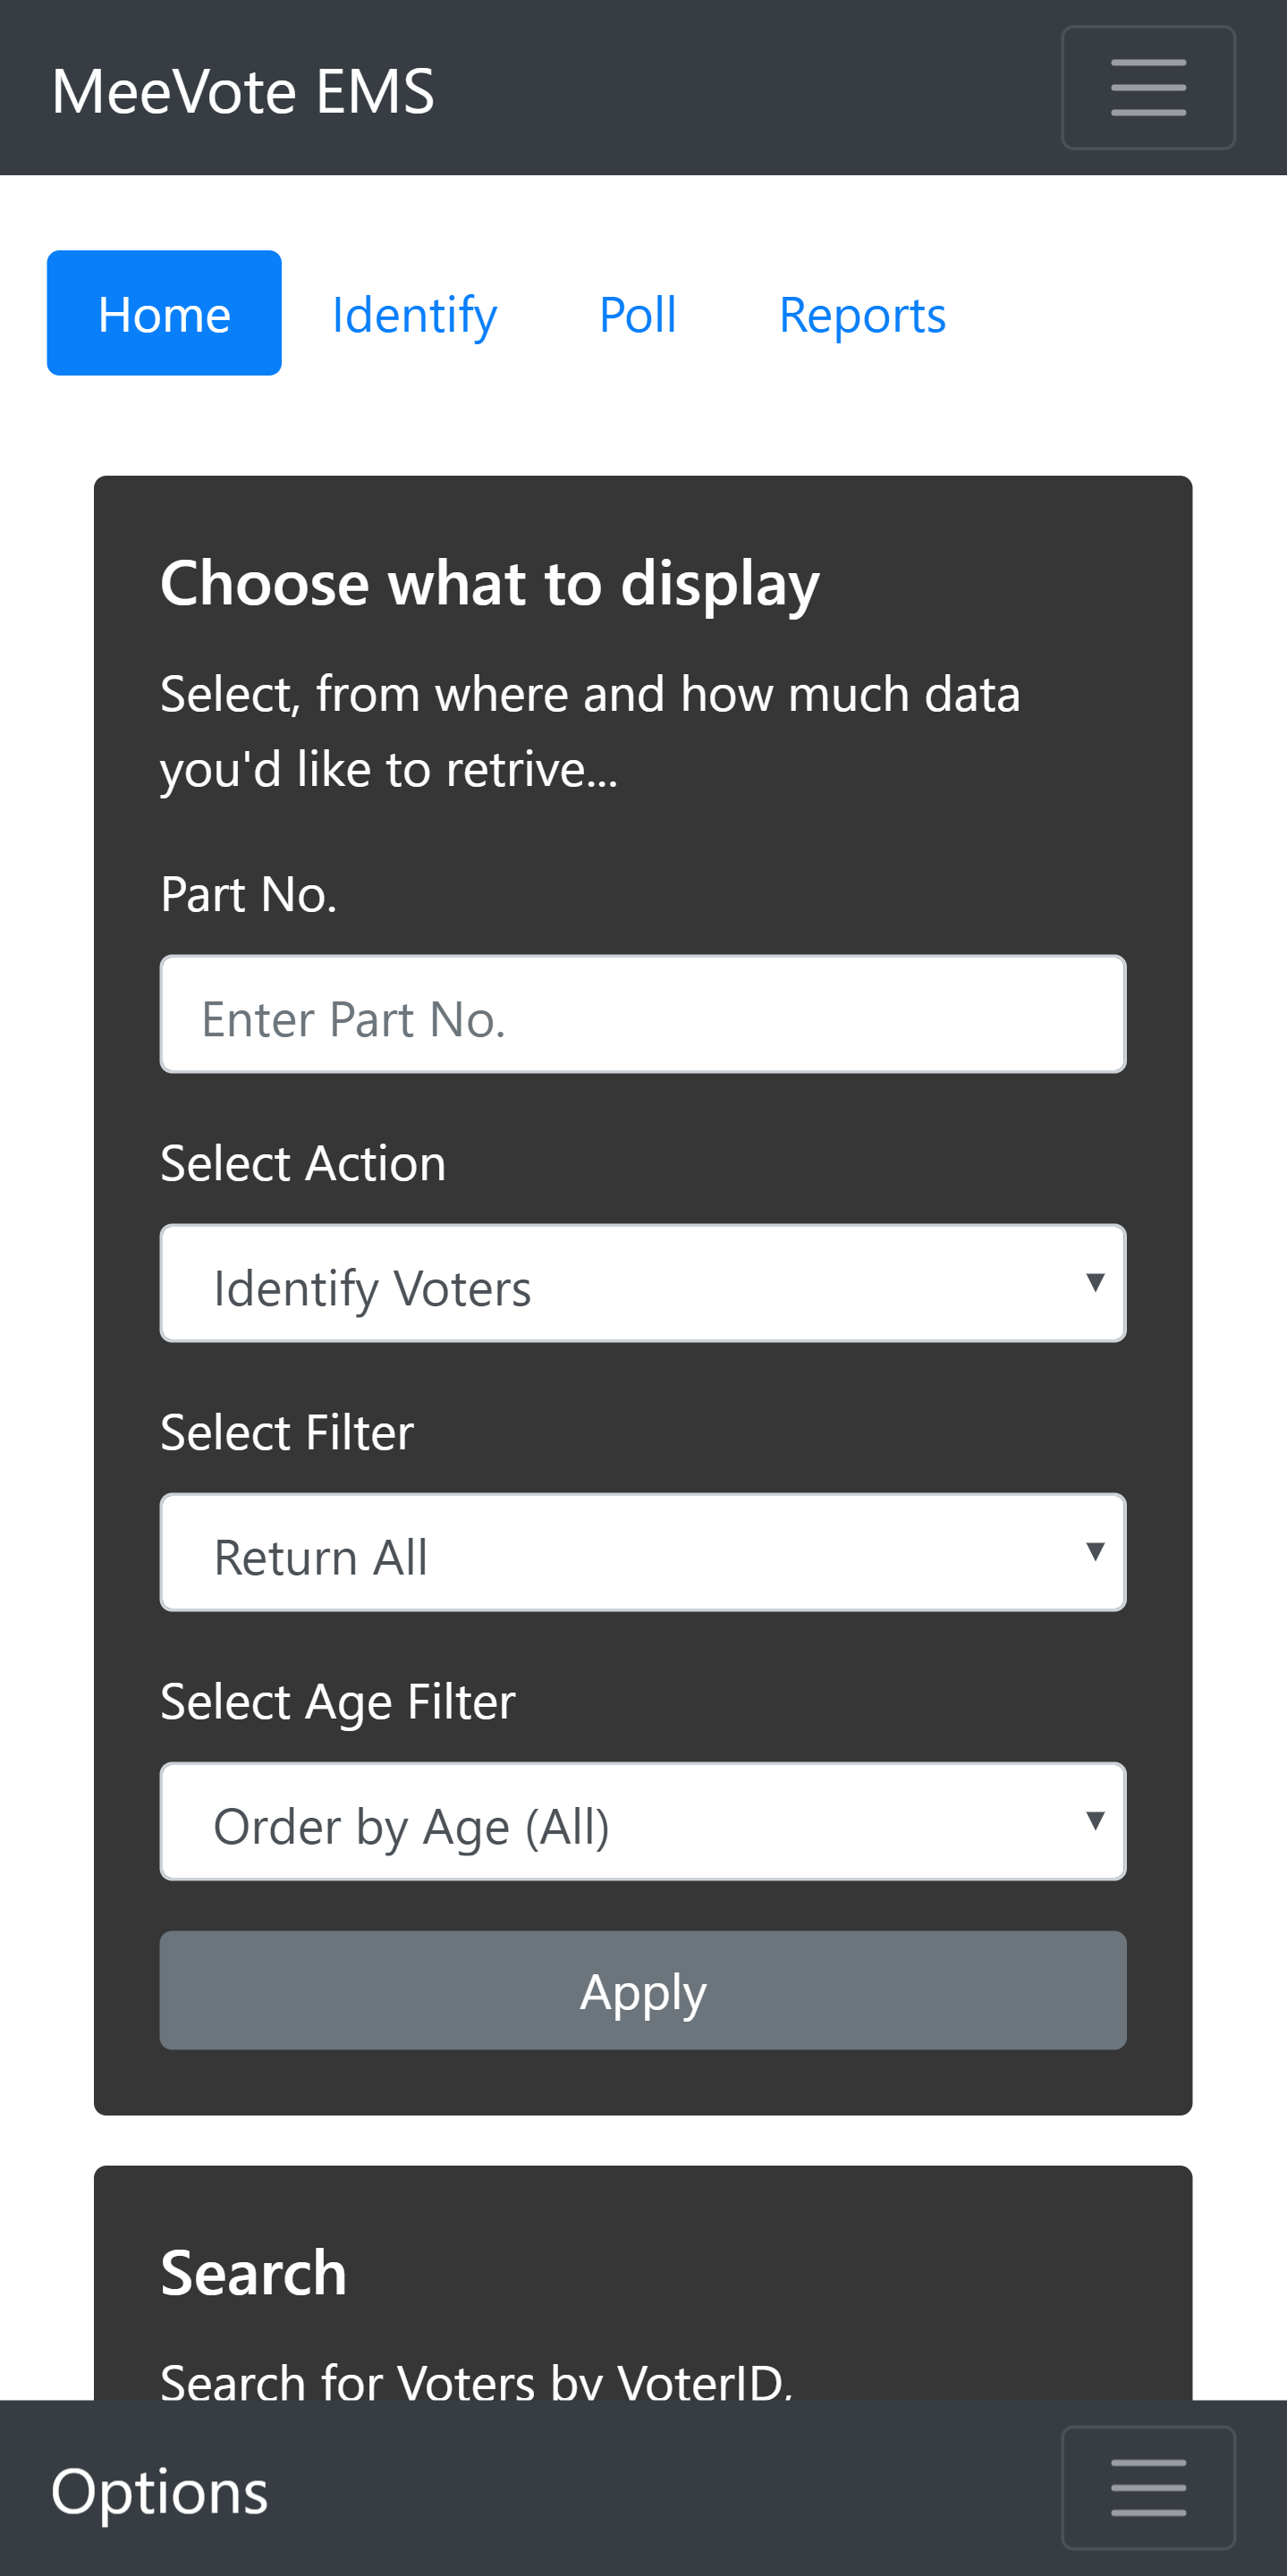 MeeVote EMS
Home Identify Poll Reports
Choose what to display
Select, from where and how much data
you'd like to retrive...
Part No.
Enter Part No.
Select Action
Identify Voters
Select Filter
Return All
Select Age Filter
Order by Age (All)
Apply
Search
Search for Voters by VoterID,
Options